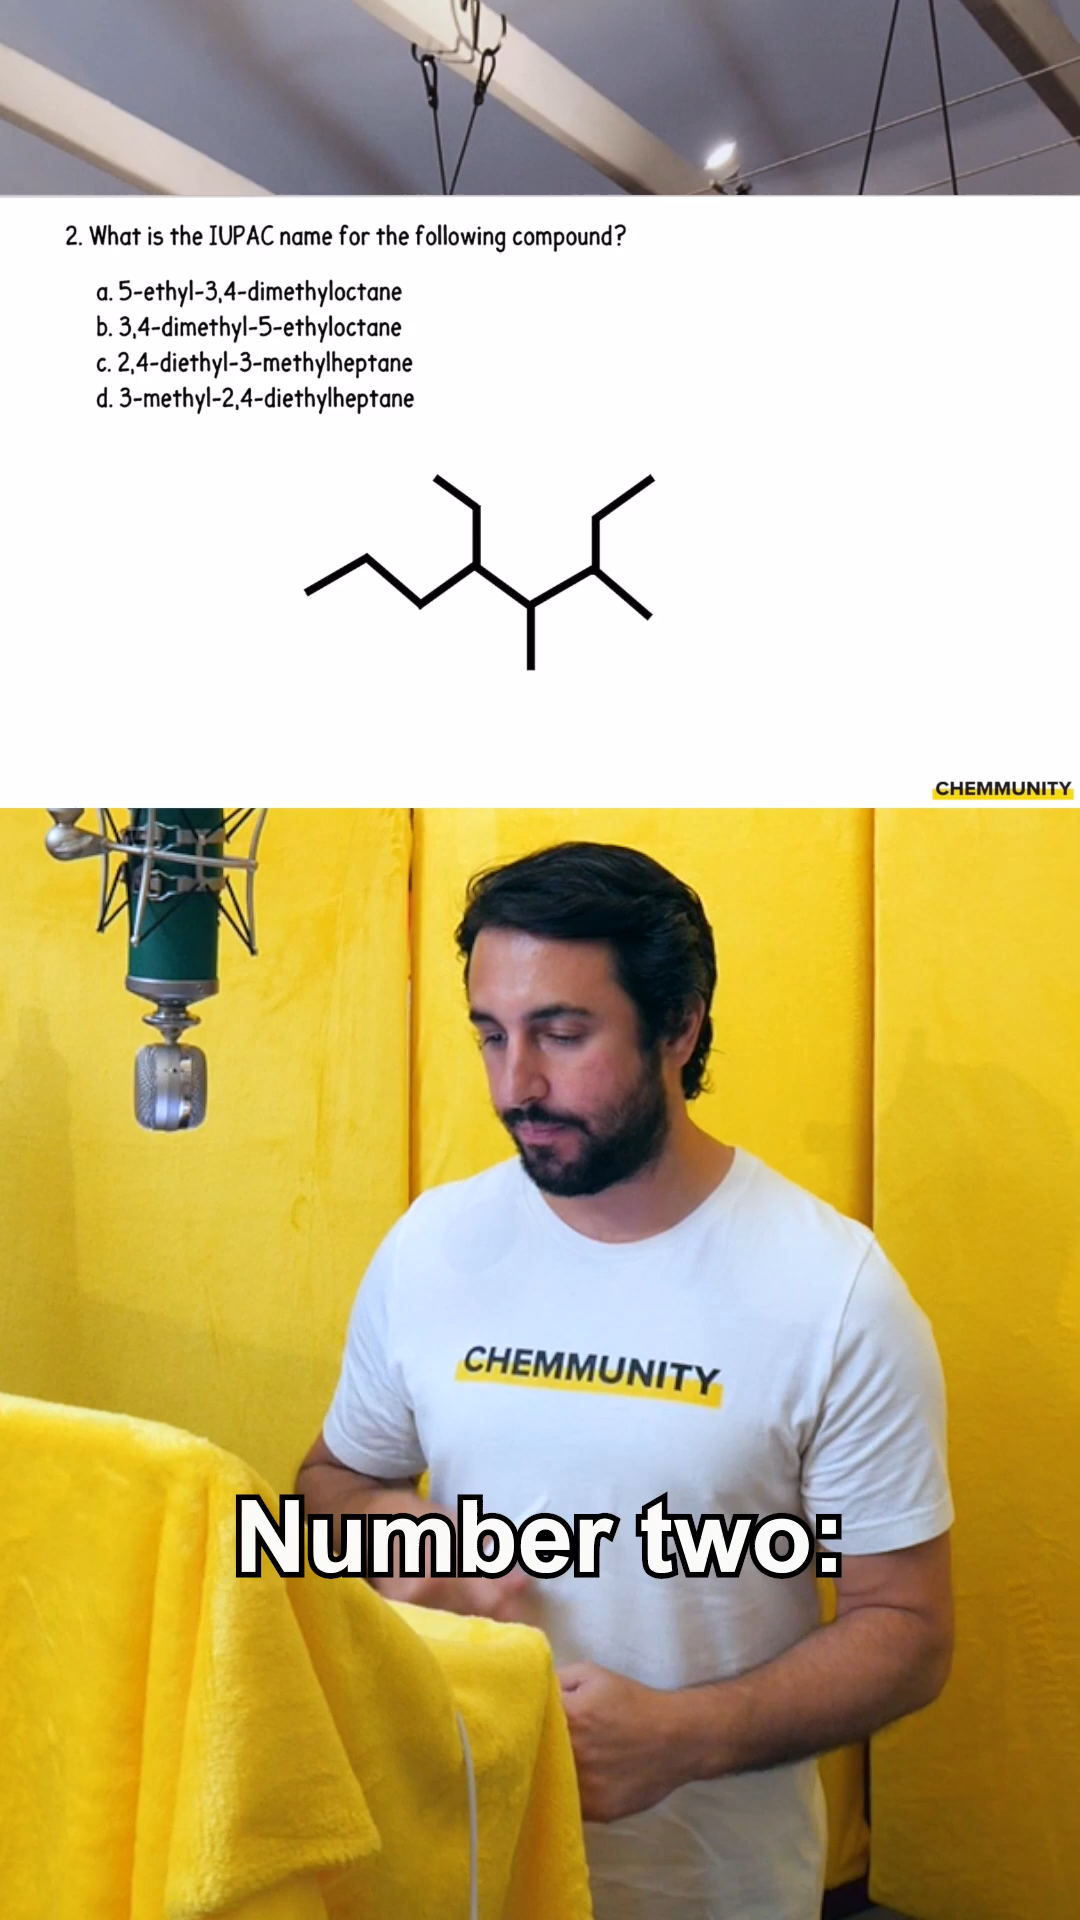 2. What is the IUPAC name for the following compound?
a. 5-ethyl-3,4-dimethyloctane
b. 3,4-dimethyl-5-ethyloctane
c. 2,4-diethyl-3-methylheptane
d. 3-methyl-2,4-diethylheptane
CHEMMUNITY
CHEMMUNITY
Number two: